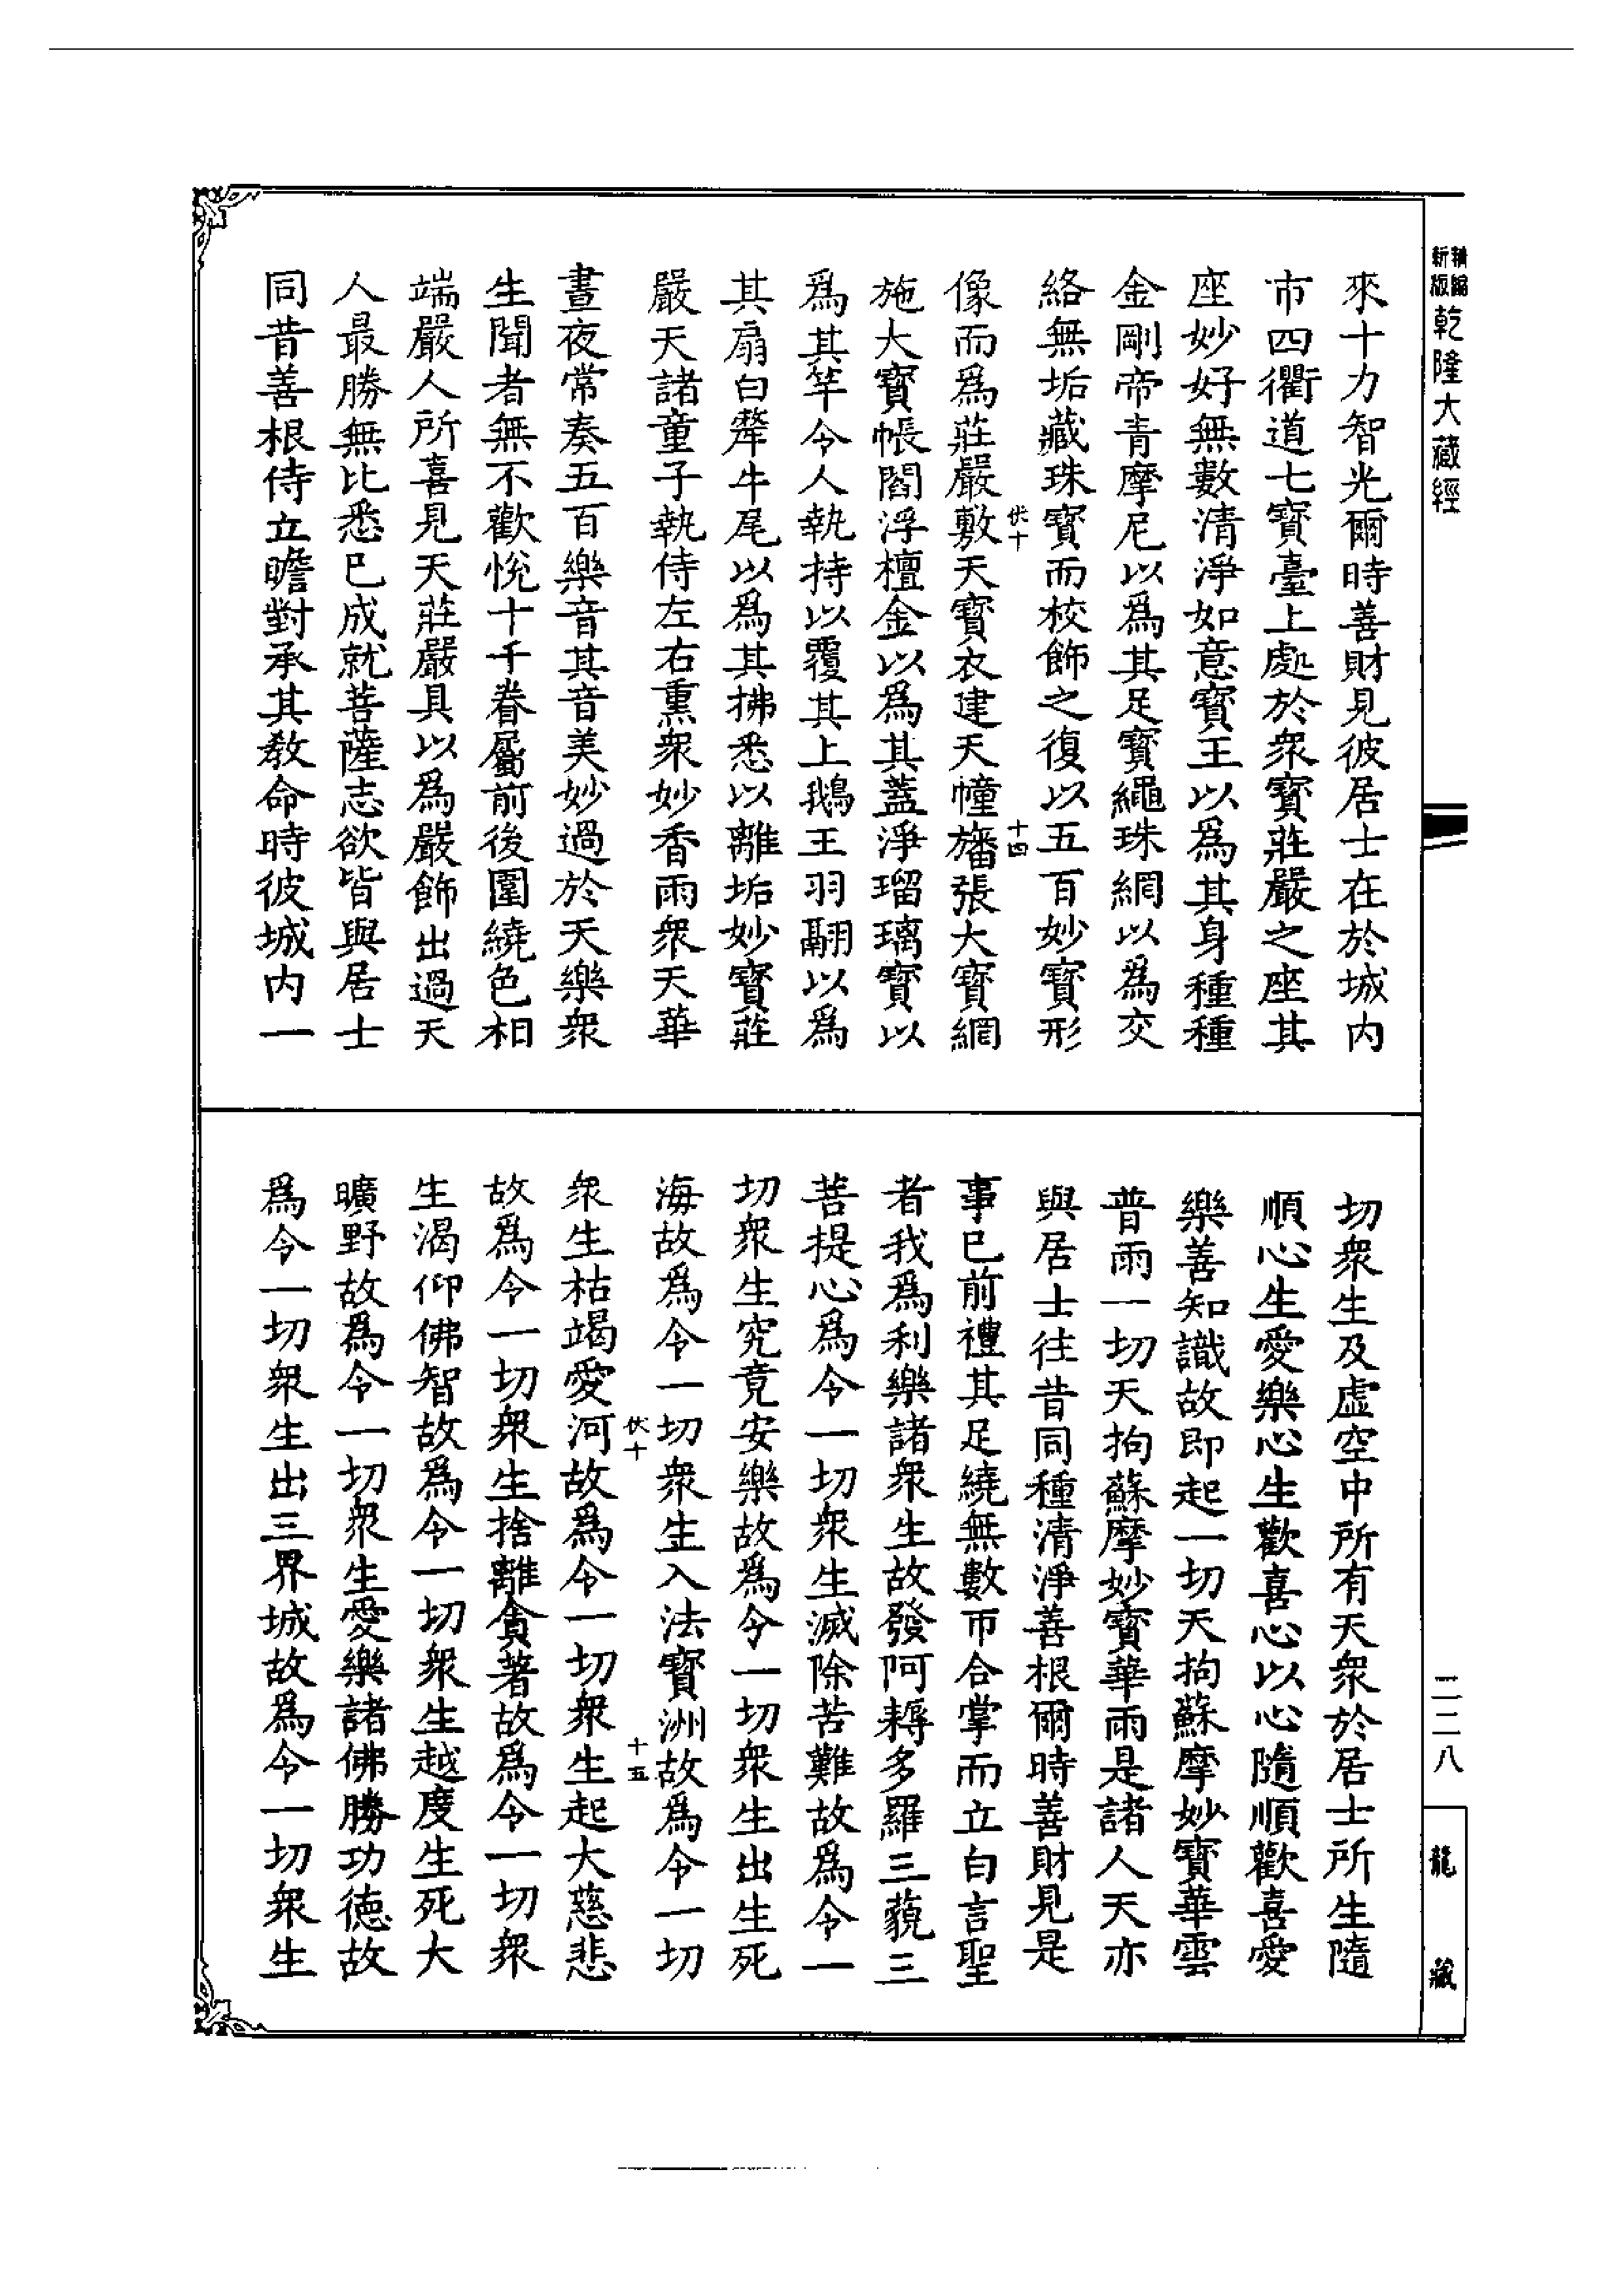 新版
精編
乾隆大藏經
來十力智光爾時善財見彼居士在於城內
市四衢道七寶臺上處於衆寶莊嚴之座其
座妙好無數清淨如意寶王以爲其身種種
金剛帝青摩尼以爲其足寶繩珠網以爲交
絡無垢藏珠寶而校飾之復以五百妙寶形
伏十
十四
像而爲莊嚴敷天寶衣建天幢旛張大寶網
施大寶帳閻浮檀金以爲其蓋淨瑠璃寶以
爲其竿令人執持以覆其上鵝王羽翮以爲
其扇白犛牛尾以爲其拂悉以離垢妙寶莊
嚴天諸童子執侍左右熏衆妙香雨衆天華
晝夜常奏五百樂音其音美妙過於天樂衆
生聞者無不歡悅十千眷屬前後圍繞色相
端嚴人所喜見天莊嚴具以爲嚴飾出過天
人最勝無比悉已成就菩薩志欲皆與居士
同昔善根侍立瞻對承其教命時彼城內一
切衆生及虛空中所有天衆於居士所生隨
順心生愛樂心生歡喜心以心隨順歡喜愛
樂善知識故即起一切天拘蘇摩妙寶華雲
普雨一切天拘蘇摩妙寶華雨是諸人天亦
與居士往昔同種清淨善根爾時善財見是
事已前禮其足繞無數帀合掌而立白言聖
者我爲利樂諸衆生故發阿耨多羅三藐三
菩提心爲令一切衆生滅除苦難故爲令一
切衆生究竟安樂故爲令一切衆生出生死
海故爲令一切衆生入法寶洲故爲令一切
伏十
十五
衆生枯竭愛河故爲令一切衆生起大慈悲
故爲令一切衆生捨離貪著故爲令一切衆
生渴仰佛智故爲令一切衆生越度生死大
曠野故爲令一切衆生愛樂諸佛勝功德故
爲令一切衆生出三界城故爲令一切衆生
二二八
龍藏